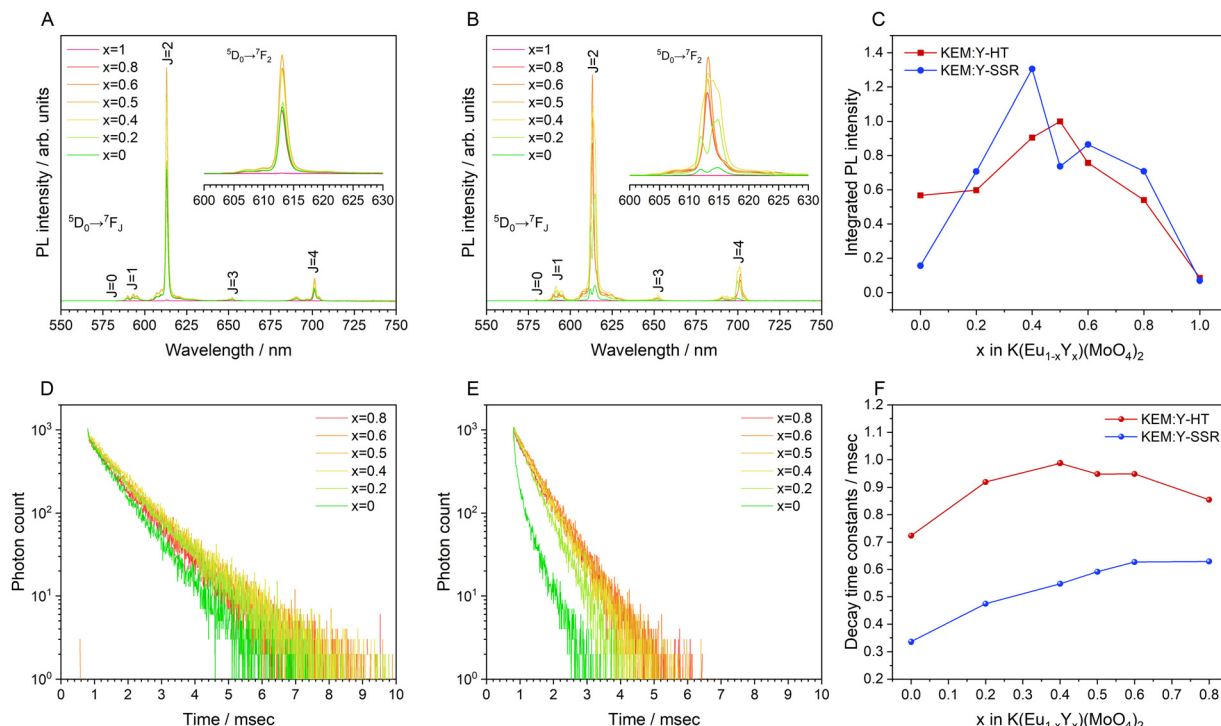 A
PL intensity / arb. units
x=1
x=0.8
x=0.6
x=0.5
x=0.4
x=0.2
x=0
J=2
⁵D₀→⁷F₂
600 605 610 615 620 625 630
⁵D₀→⁷F_J
J=0
J=1
J=3
J=4
550 575 600 625 650 675 700 725 750
Wavelength / nm
B
PL intensity / arb. units
x=1
x=0.8
x=0.6
x=0.5
x=0.4
x=0.2
x=0
J=2
⁵D₀→⁷F₂
600 605 610 615 620 625 630
⁵D₀→⁷F_J
J=0
J=1
J=3
J=4
550 575 600 625 650 675 700 725 750
Wavelength / nm
C
Integrated PL intensity
1.4
1.2
1.0
0.8
0.6
0.4
0.2
0.0
KEM:Y-HT
KEM:Y-SSR
0.0 0.2 0.4 0.6 0.8 1.0
x in K(Eu₁₋ₓYₓ)(MoO₄)₂
D
Photon count
10³
10²
10¹
10⁰
x=0.8
x=0.6
x=0.5
x=0.4
x=0.2
x=0
0 1 2 3 4 5 6 7 8 9 10
Time / msec
E
Photon count
10³
10²
10¹
10⁰
x=0.8
x=0.6
x=0.5
x=0.4
x=0.2
x=0
0 2 4 6 8 10
Time / msec
F
Decay time constants / msec
1.2
1.1
1.0
0.9
0.8
0.7
0.6
0.5
0.4
0.3
0.2
KEM:Y-HT
KEM:Y-SSR
0.0 0.1 0.2 0.3 0.4 0.5 0.6 0.7 0.8
x in K(Eu₁₋ₓYₓ)(MoO₄)₂